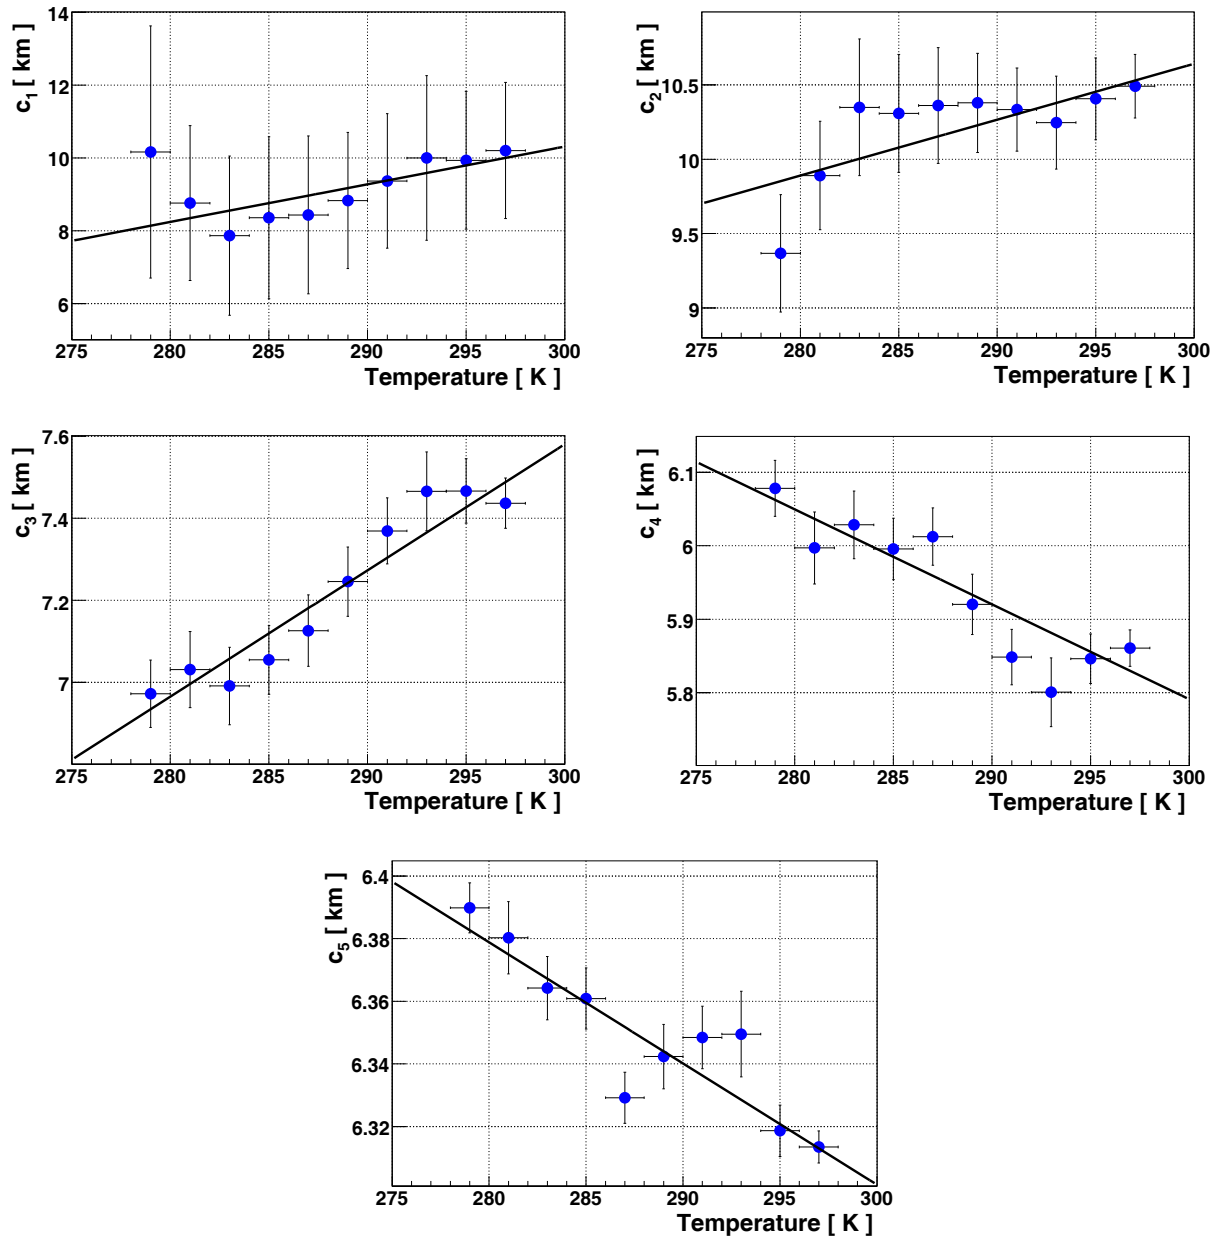 14
12
10
8
6
c1 [ km ]
275 280 285 290 295 300
Temperature [ K ]
10.5
10
9.5
9
c2 [ km ]
275 280 285 290 295 300
Temperature [ K ]
7.6
7.4
7.2
7
c3 [ km ]
275 280 285 290 295 300
Temperature [ K ]
6.1
6
5.9
5.8
c4 [ km ]
275 280 285 290 295 300
Temperature [ K ]
6.4
6.38
6.36
6.34
6.32
c5 [ km ]
275 280 285 290 295 300
Temperature [ K ]